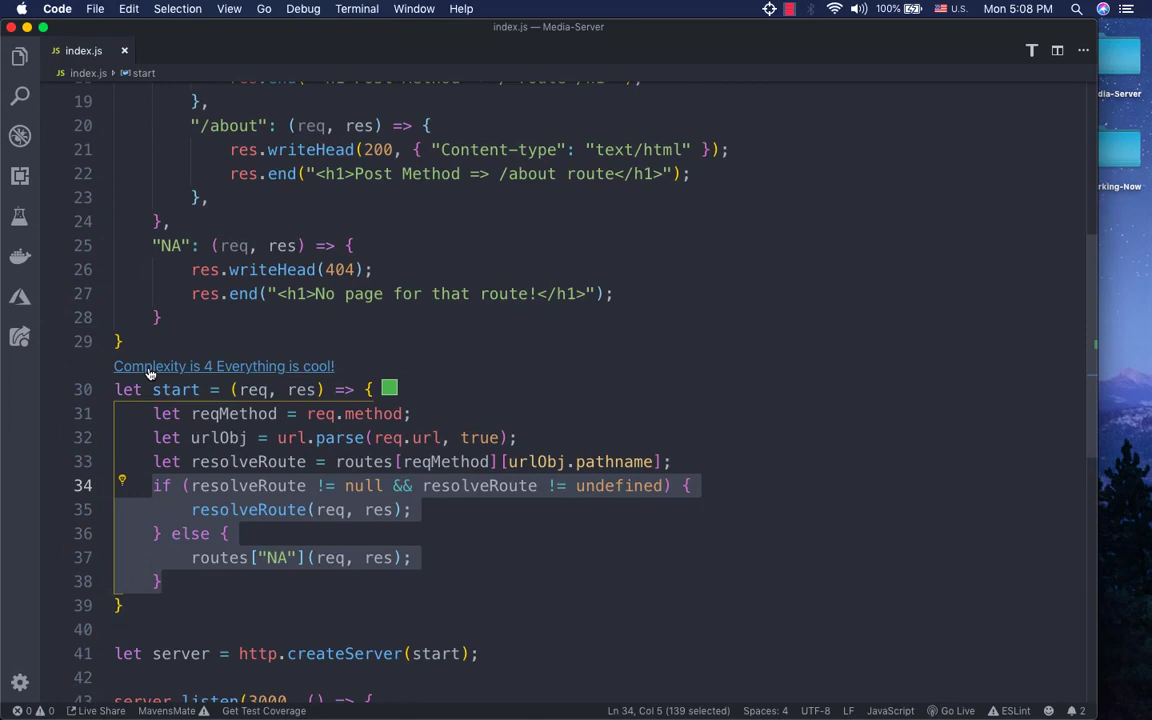 Code File Edit Selection View Go Debug Terminal Window Help 100% U.S. Mon 5:08 PM
index.js — Media-Server
JS index.js ×
JS index.js › start
19 },
20 "/about": (req, res) => {
21 res.writeHead(200, { "Content-type": "text/html" });
22 res.end("<h1>Post Method => /about route</h1>");
23 },
24 },
25 "NA": (req, res) => {
26 res.writeHead(404);
27 res.end("<h1>No page for that route!</h1>");
28 }
29 }
Complexity is 4 Everything is cool!
30 let start = (req, res) => {
31 let reqMethod = req.method;
32 let urlObj = url.parse(req.url, true);
33 let resolveRoute = routes[reqMethod][urlObj.pathname];
34 if (resolveRoute != null && resolveRoute != undefined) {
35 resolveRoute(req, res);
36 } else {
37 routes["NA"](req, res);
38 }
39 }
40
41 let server = http.createServer(start);
42
43 server.listen(3000, () => {
dia-Server
rking-Now
0 0 Live Share MavensMate Get Test Coverage Ln 34, Col 5 (139 selected) Spaces: 4 UTF-8 LF JavaScript Go Live ESLint 2